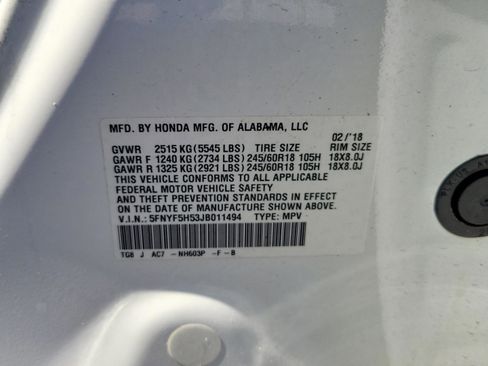 MFD. BY HONDA MFG. OF ALABAMA, LLC 02/'18
GVWR 2515 KG (5545 LBS) TIRE SIZE RIM SIZE
GAWR F 1240 KG (2734 LBS) 245/60R18 105H 18X8.0J
GAWR R 1325 KG (2921 LBS) 245/60R18 105H 18X8.0J
THIS VEHICLE CONFORMS TO ALL APPLICABLE
FEDERAL MOTOR VEHICLE SAFETY
AND THEFT PREVENTION STANDARDS IN EFFECT
ON THE DATE OF MANUFACTURE SHOWN ABOVE.
V.I.N.: 5FNYF5H53JB011494 TYPE: MPV
TG8 J AC7 -NH603P -F -B